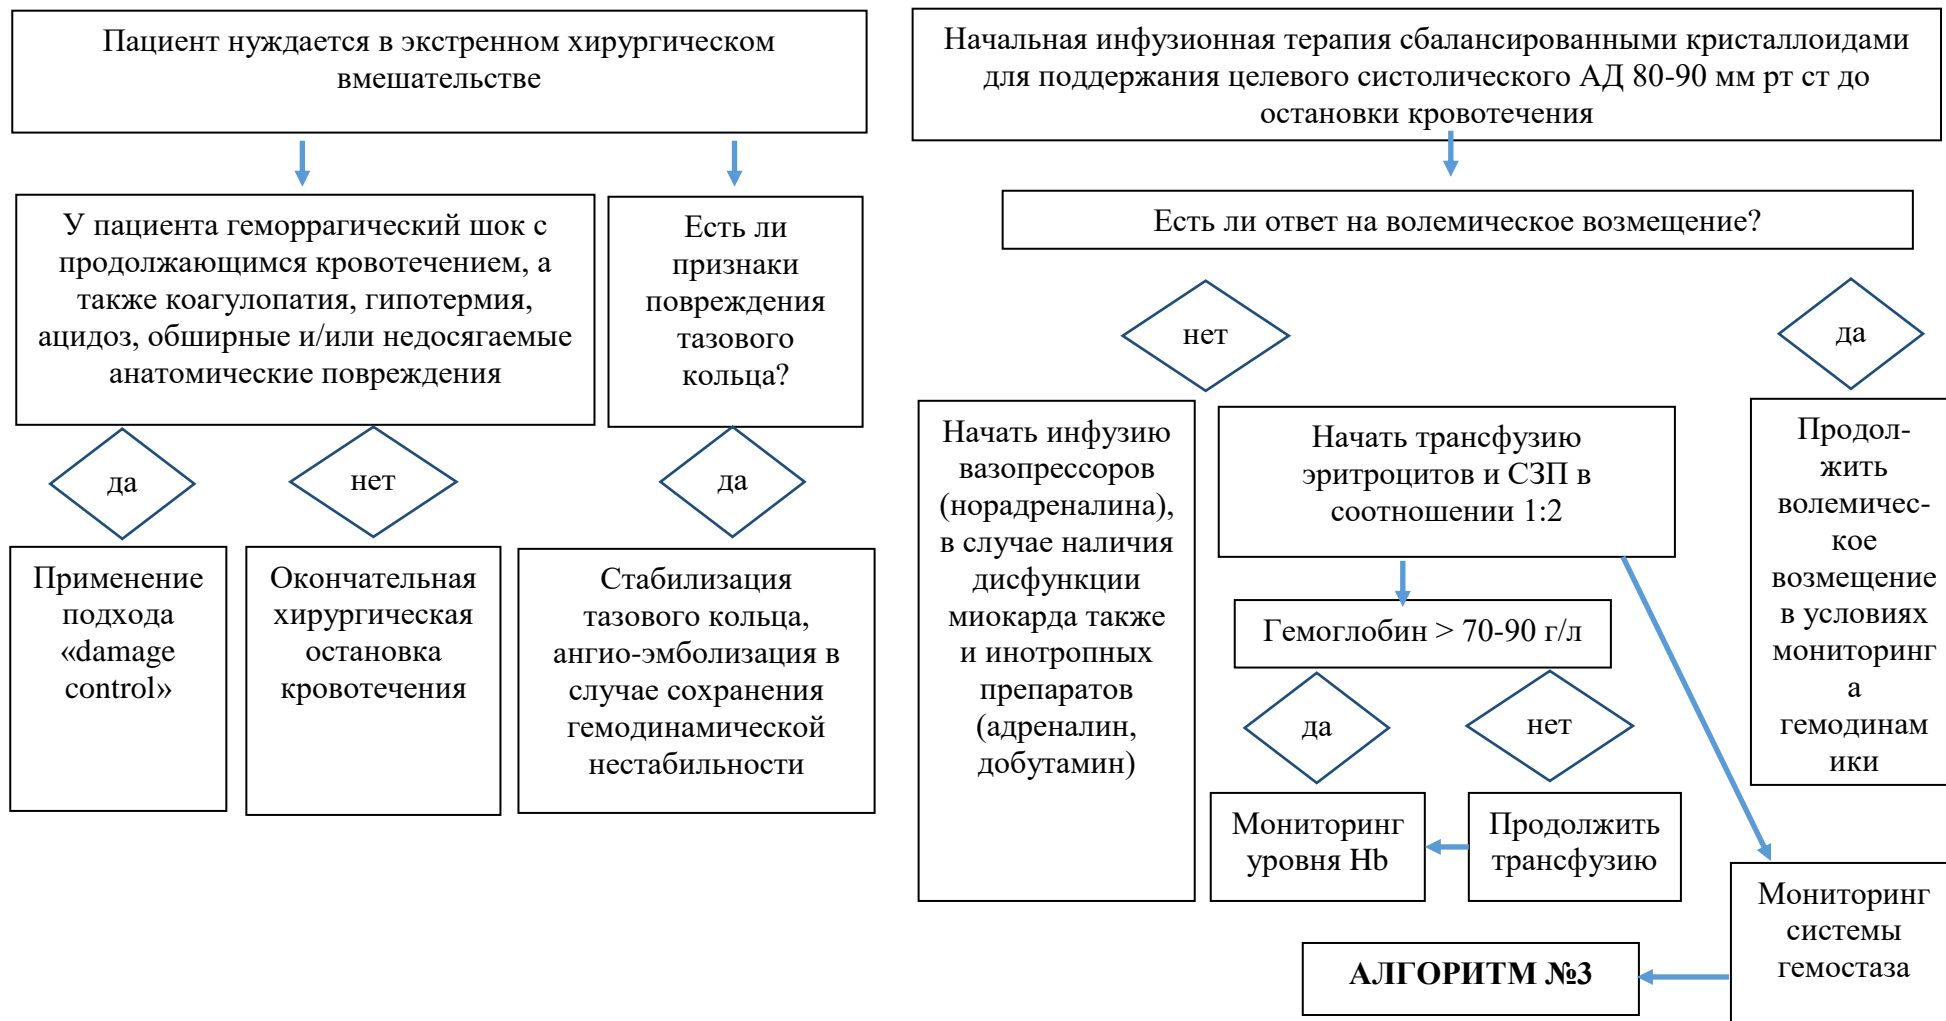 Пациент нуждается в экстренном хирургическом
вмешательстве
У пациента геморрагический шок с
продолжающимся кровотечением, а
также коагулопатия, гипотермия,
ацидоз, обширные и/или недосягаемые
анатомические повреждения
Есть ли
признаки
повреждения
тазового
кольца?
да
нет
да
Применение
подхода
«damage
control»
Окончательная
хирургическая
остановка
кровотечения
Стабилизация
тазового кольца,
ангио-эмболизация в
случае сохранения
гемодинамической
нестабильности
Начальная инфузионная терапия сбалансированными кристаллоидами
для поддержания целевого систолического АД 80-90 мм рт ст до
остановки кровотечения
Есть ли ответ на волемическое возмещение?
нет
да
Начать инфузию
вазопрессоров
(норадреналина),
в случае наличия
дисфункции
миокарда также
и инотропных
препаратов
(адреналин,
добутамин)
Начать трансфузию
эритроцитов и СЗП в
соотношении 1:2
Гемоглобин > 70-90 г/л
да
нет
Мониторинг
уровня Hb
Продолжить
трансфузию
Продол-
жить
волемичес-
кое
возмещение
в условиях
мониторинг
а
гемодинам
ики
Мониторинг
системы
гемостаза
АЛГОРИТМ №3